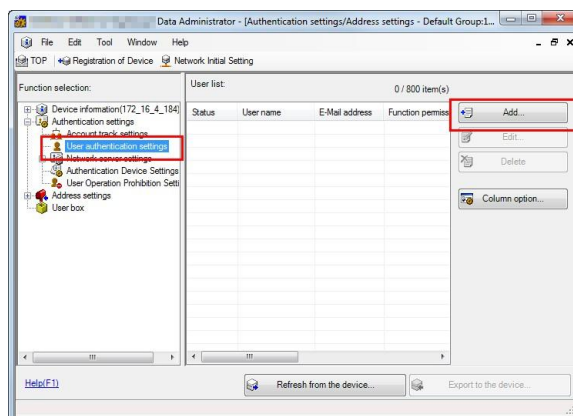 Data Administrator - [Authentication settings/Address settings - Default Group:1...
File Edit Tool Window Help
TOP Registration of Device Network Initial Setting
Function selection:
User list:
0 / 800 item(s)
Device information(172_16_4_184)
Authentication settings
Account track settings
User authentication settings
Network server settings
Authentication Device Settings
User Operation Prohibition Setti
Address settings
User box
Status User name E-Mail address Function permiss
Add...
Edit...
Delete
Column option...
Help(F1)
Refresh from the device...
Export to the device...